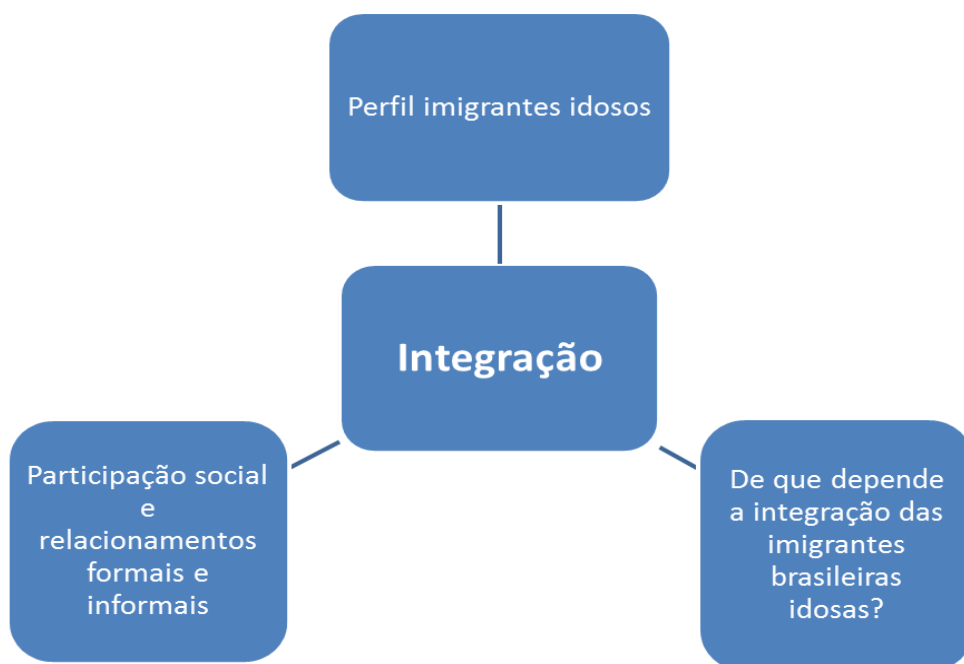 Perfil imigrantes idosos
Integração
Participação social
e
relacionamentos
formais e
informais
De que depende
a integração das
imigrantes
brasileiras
idosas?